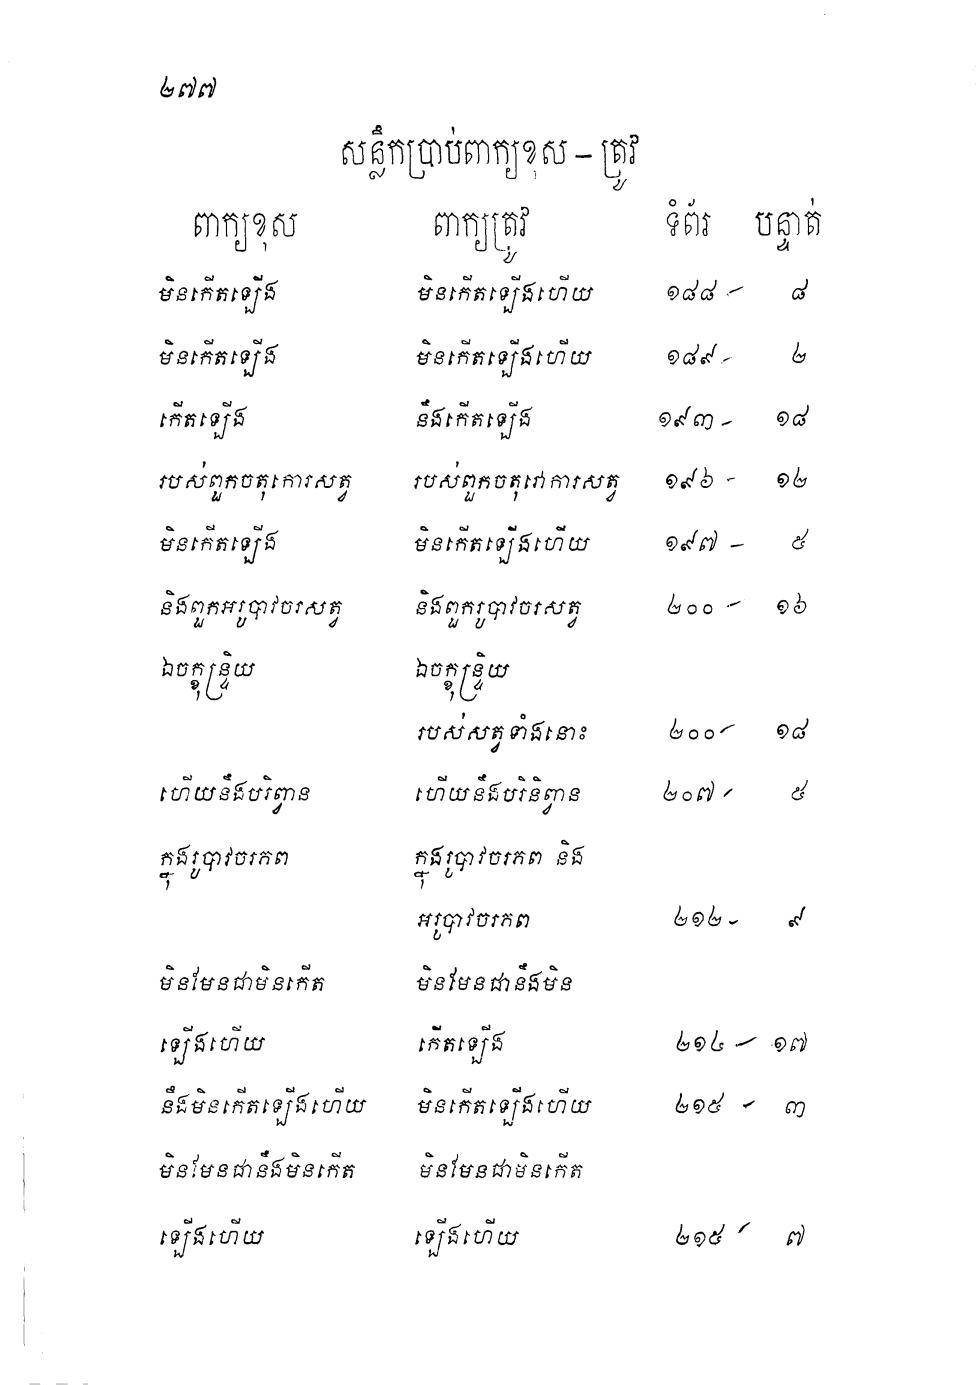 ២៧៧
សន្លឹកប្រាប់ពាក្យខុស – ត្រូវ
ពាក្យខុស ពាក្យត្រូវ ទំព័រ បន្ទាត់
មិនកើតឡើង មិនកើតឡើងហើយ ១៨៨ - ៨
មិនកើតឡើង មិនកើតឡើងហើយ ១៨៩ - ២
កើតឡើង នឹងកើតឡើង ១៩៣ - ១៨
របស់ពួកចតុកោរសត្វ របស់ពួកចតុវោការសត្វ ១៩៦ - ១២
មិនកើតឡើង មិនកើតឡើងហើយ ១៩៧ - ៥
និងពួកអរូបាវចរសត្វ និងពួករូបាវចរសត្វ ២០០ - ១៦
ឯចក្ខុន្ទ្រិយ ឯចក្ខុន្ទ្រិយ
របស់សត្វទាំងនោះ ២០០ - ១៨
ហើយនឹងបរិព្វាន ហើយនឹងបរិនិព្វាន ២០៧ - ៥
ក្នុងរូបាវចរភព ក្នុងរូបាវចរភព និង
អរូបាវចរភព ២១២ - ៩
មិនមែនជាមិនកើត មិនមែនជានឹងមិន
ឡើងហើយ កើតឡើង ២១៤ - ១៧
នឹងមិនកើតឡើងហើយ មិនកើតឡើងហើយ ២១៥ - ៣
មិនមែនជានឹងមិនកើត មិនមែនជាមិនកើត
ឡើងហើយ ឡើងហើយ ២១៥ - ៧